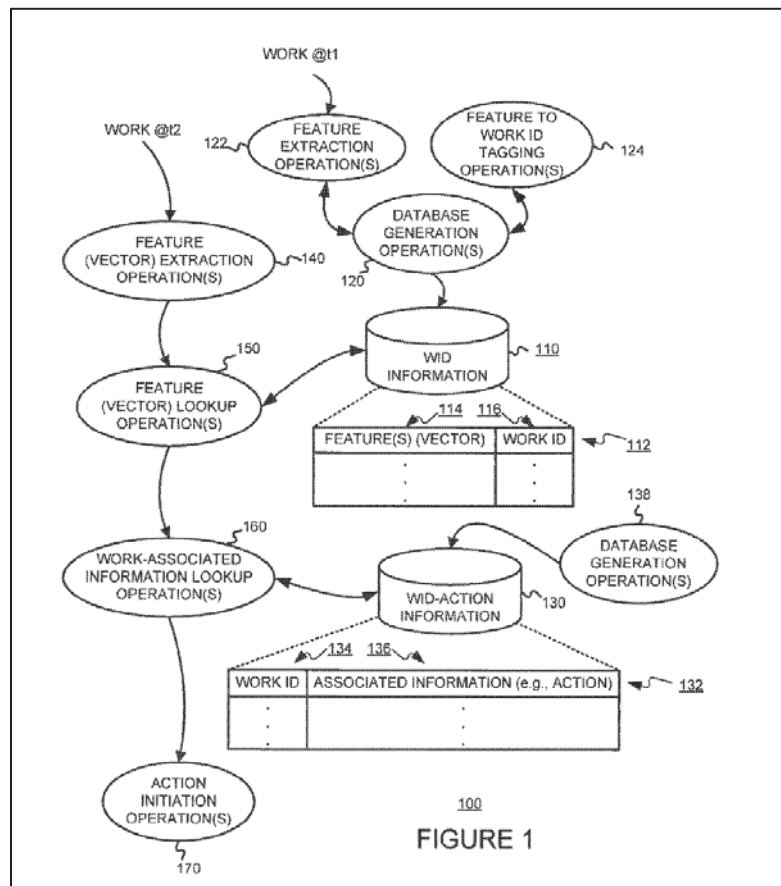 WORK @t1
WORK @t2
122
FEATURE
EXTRACTION
OPERATION(S)
FEATURE TO
WORK ID
TAGGING
OPERATION(S)
124
FEATURE
(VECTOR) EXTRACTION
OPERATION(S)
140
DATABASE
GENERATION
OPERATION(S)
120
150
FEATURE
(VECTOR) LOOKUP
OPERATION(S)
WID
INFORMATION
110
114 116
FEATURE(S) (VECTOR) WORK ID
112
138
DATABASE
GENERATION
OPERATION(S)
160
WORK-ASSOCIATED
INFORMATION LOOKUP
OPERATION(S)
WID-ACTION
INFORMATION
130
134 136
WORK ID ASSOCIATED INFORMATION (e.g., ACTION)
132
ACTION
INITIATION
OPERATION(S)
170
100
FIGURE 1